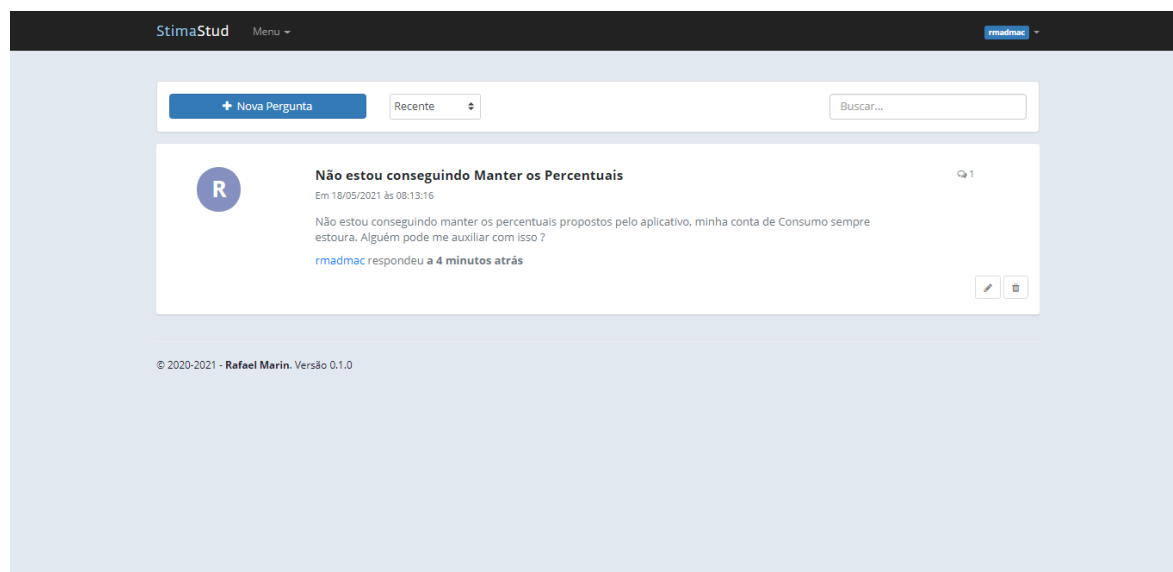 StimaStud Menu rmadmac
Nova Pergunta Recente Buscar...
R
Não estou conseguindo Manter os Percentuais 1
Em 18/05/2021 às 08:13:16
Não estou conseguindo manter os percentuais propostos pelo aplicativo, minha conta de Consumo sempre
estoura. Alguém pode me auxiliar com isso ?
rmadmac respondeu a 4 minutos atrás
© 2020-2021 - Rafael Marin. Versão 0.1.0